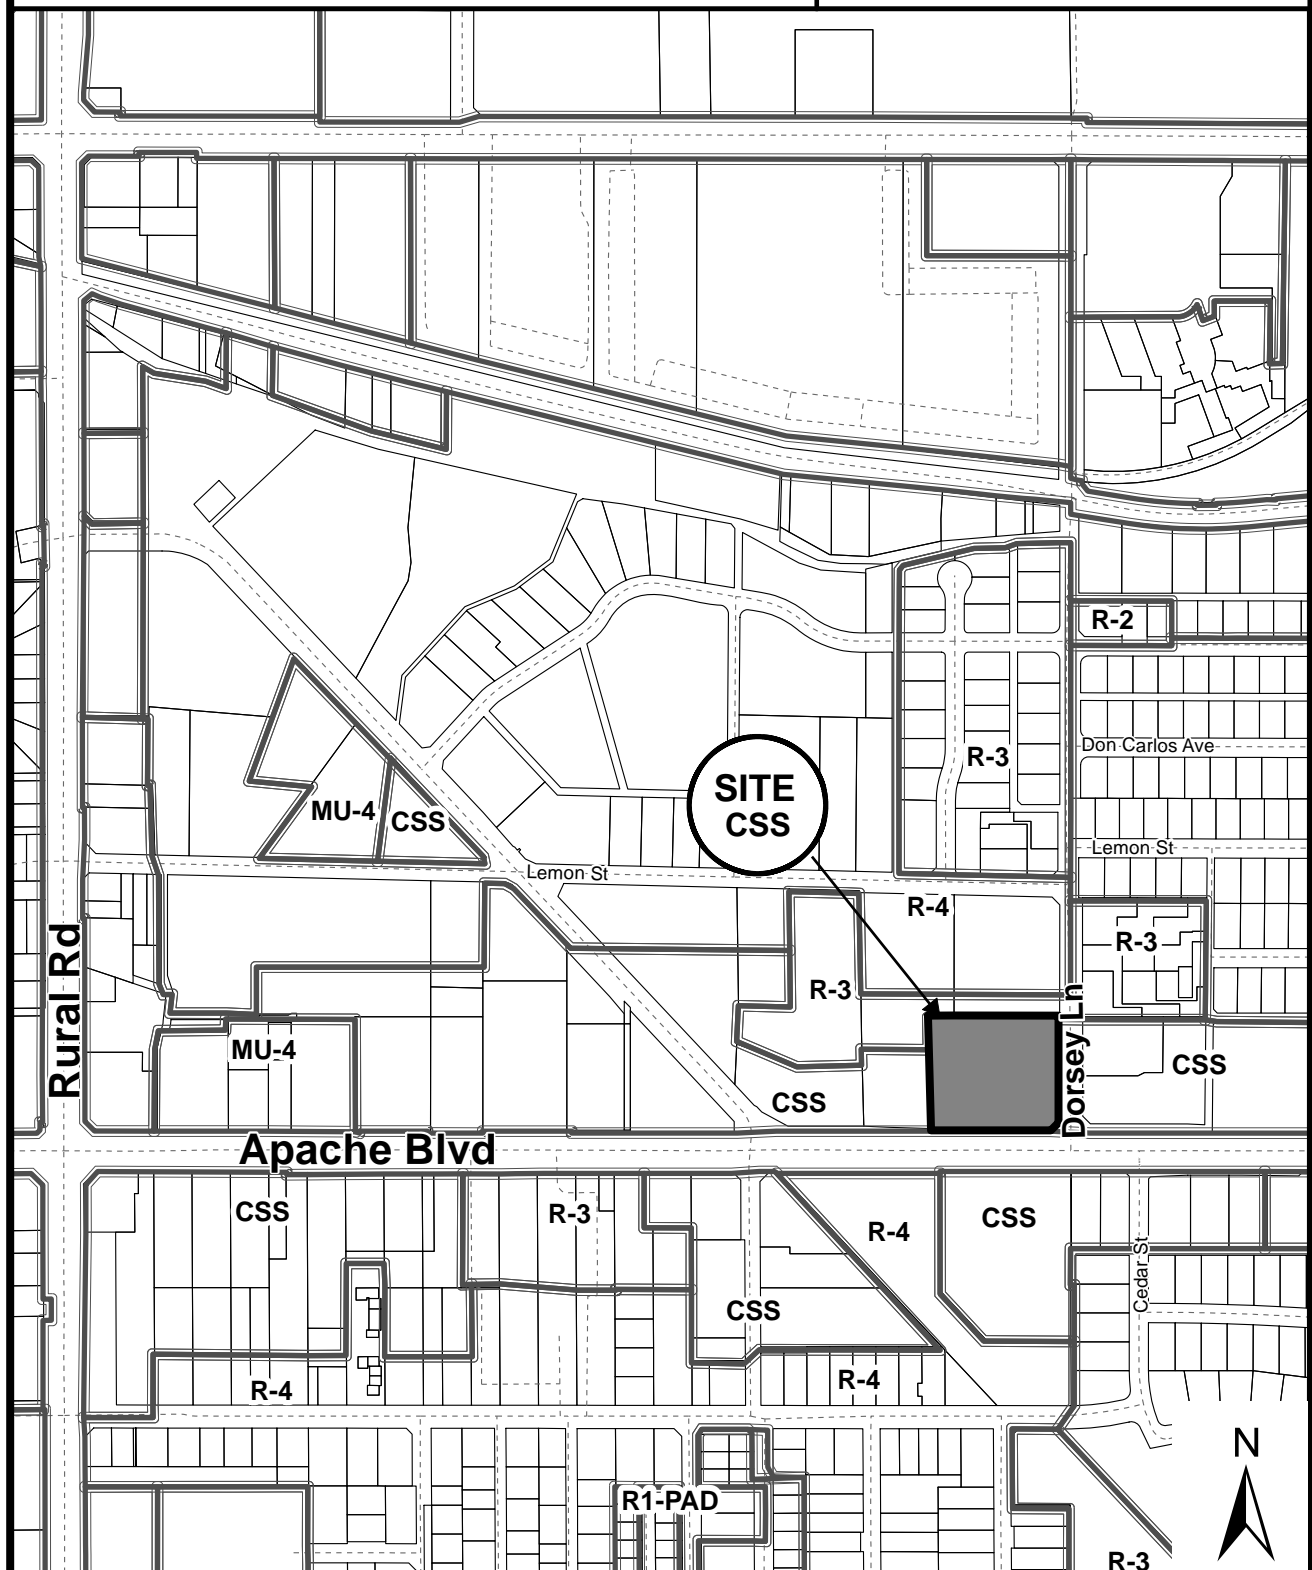 R-2
Don Carlos Ave
R-3
SITE
CSS
MU-4
CSS
Lemon St
Lemon St
R-4
R-3
R-3
Rural Rd
Dorsey Ln
MU-4
CSS
CSS
Apache Blvd
CSS
R-3
R-4
CSS
Cedar St
CSS
R-4
R-4
N
R1-PAD
R-3